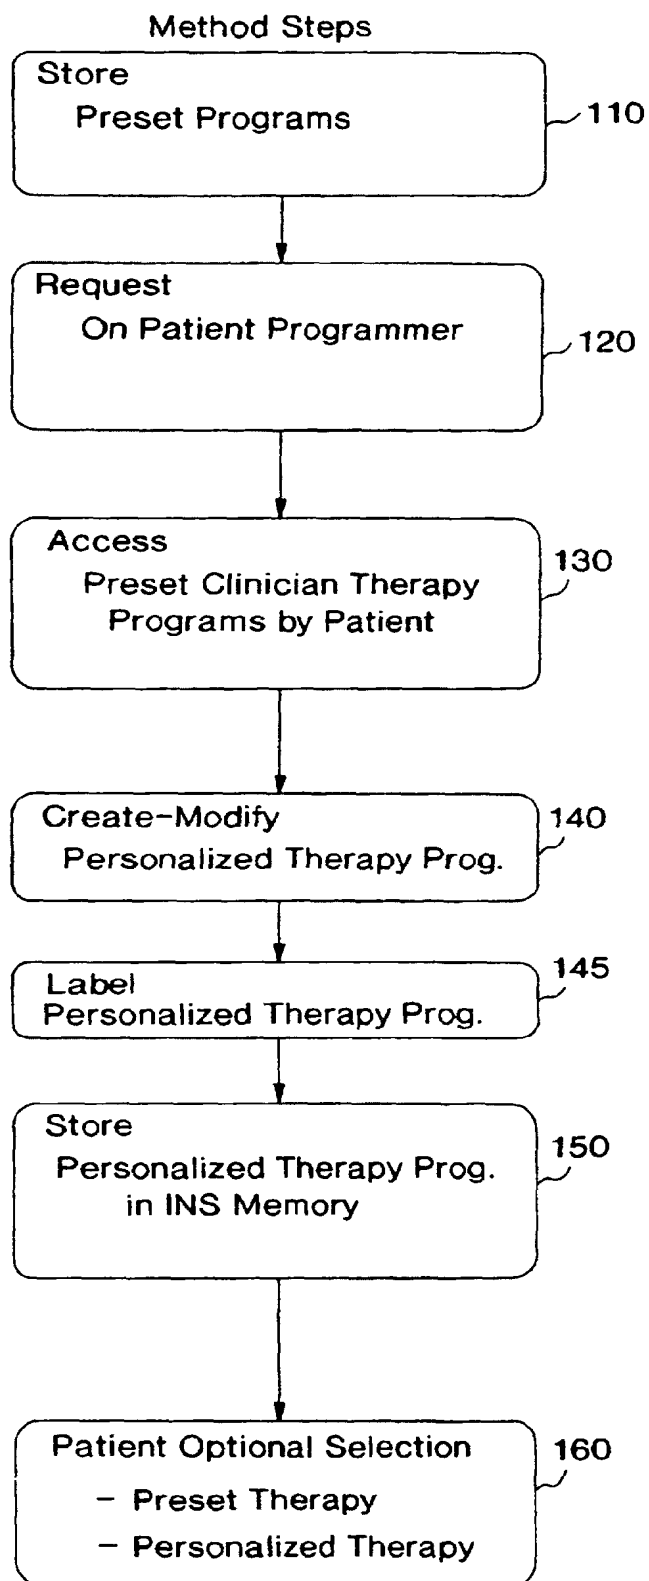 Method Steps
Store
Preset Programs
110
Request
On Patient Programmer
120
Access
Preset Clinician Therapy
Programs by Patient
130
Create-Modify
Personalized Therapy Prog.
140
Label
Personalized Therapy Prog.
145
Store
Personalized Therapy Prog.
in INS Memory
150
Patient Optional Selection
- Preset Therapy
- Personalized Therapy
160